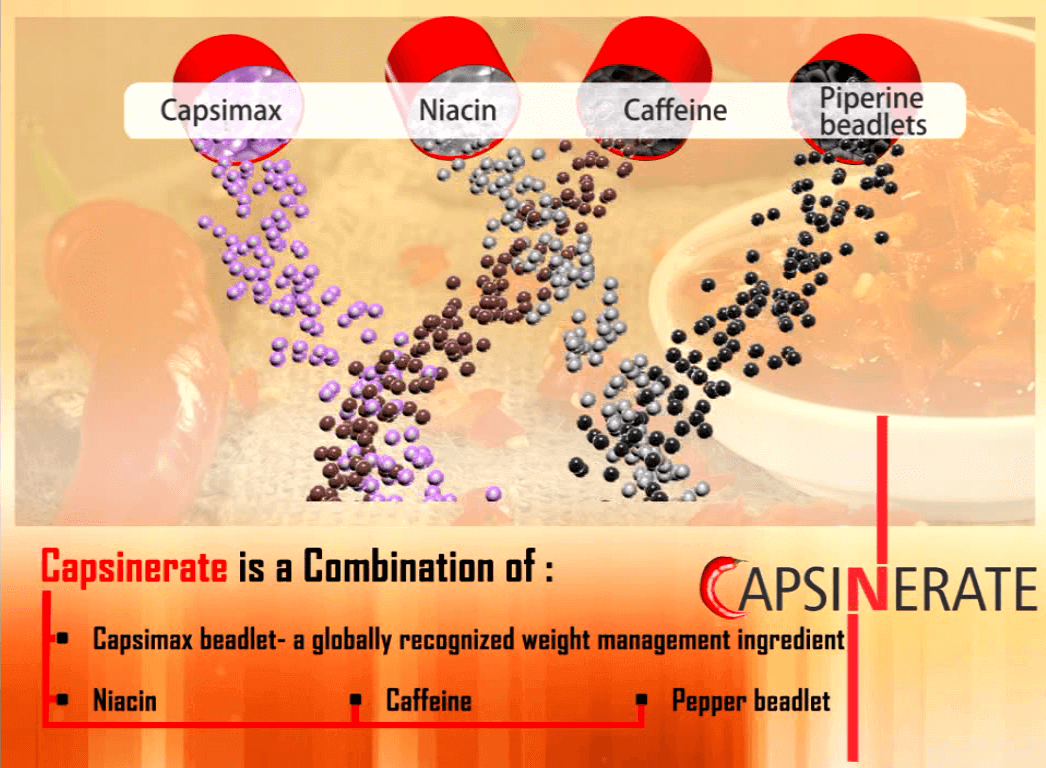 Capsimax
Niacin
Caffeine
Piperine
beadlets
Capsinerate is a Combination of :
CAPSINERATE
Capsimax beadlet- a globally recognized weight management ingredient
Niacin
Caffeine
Pepper beadlet